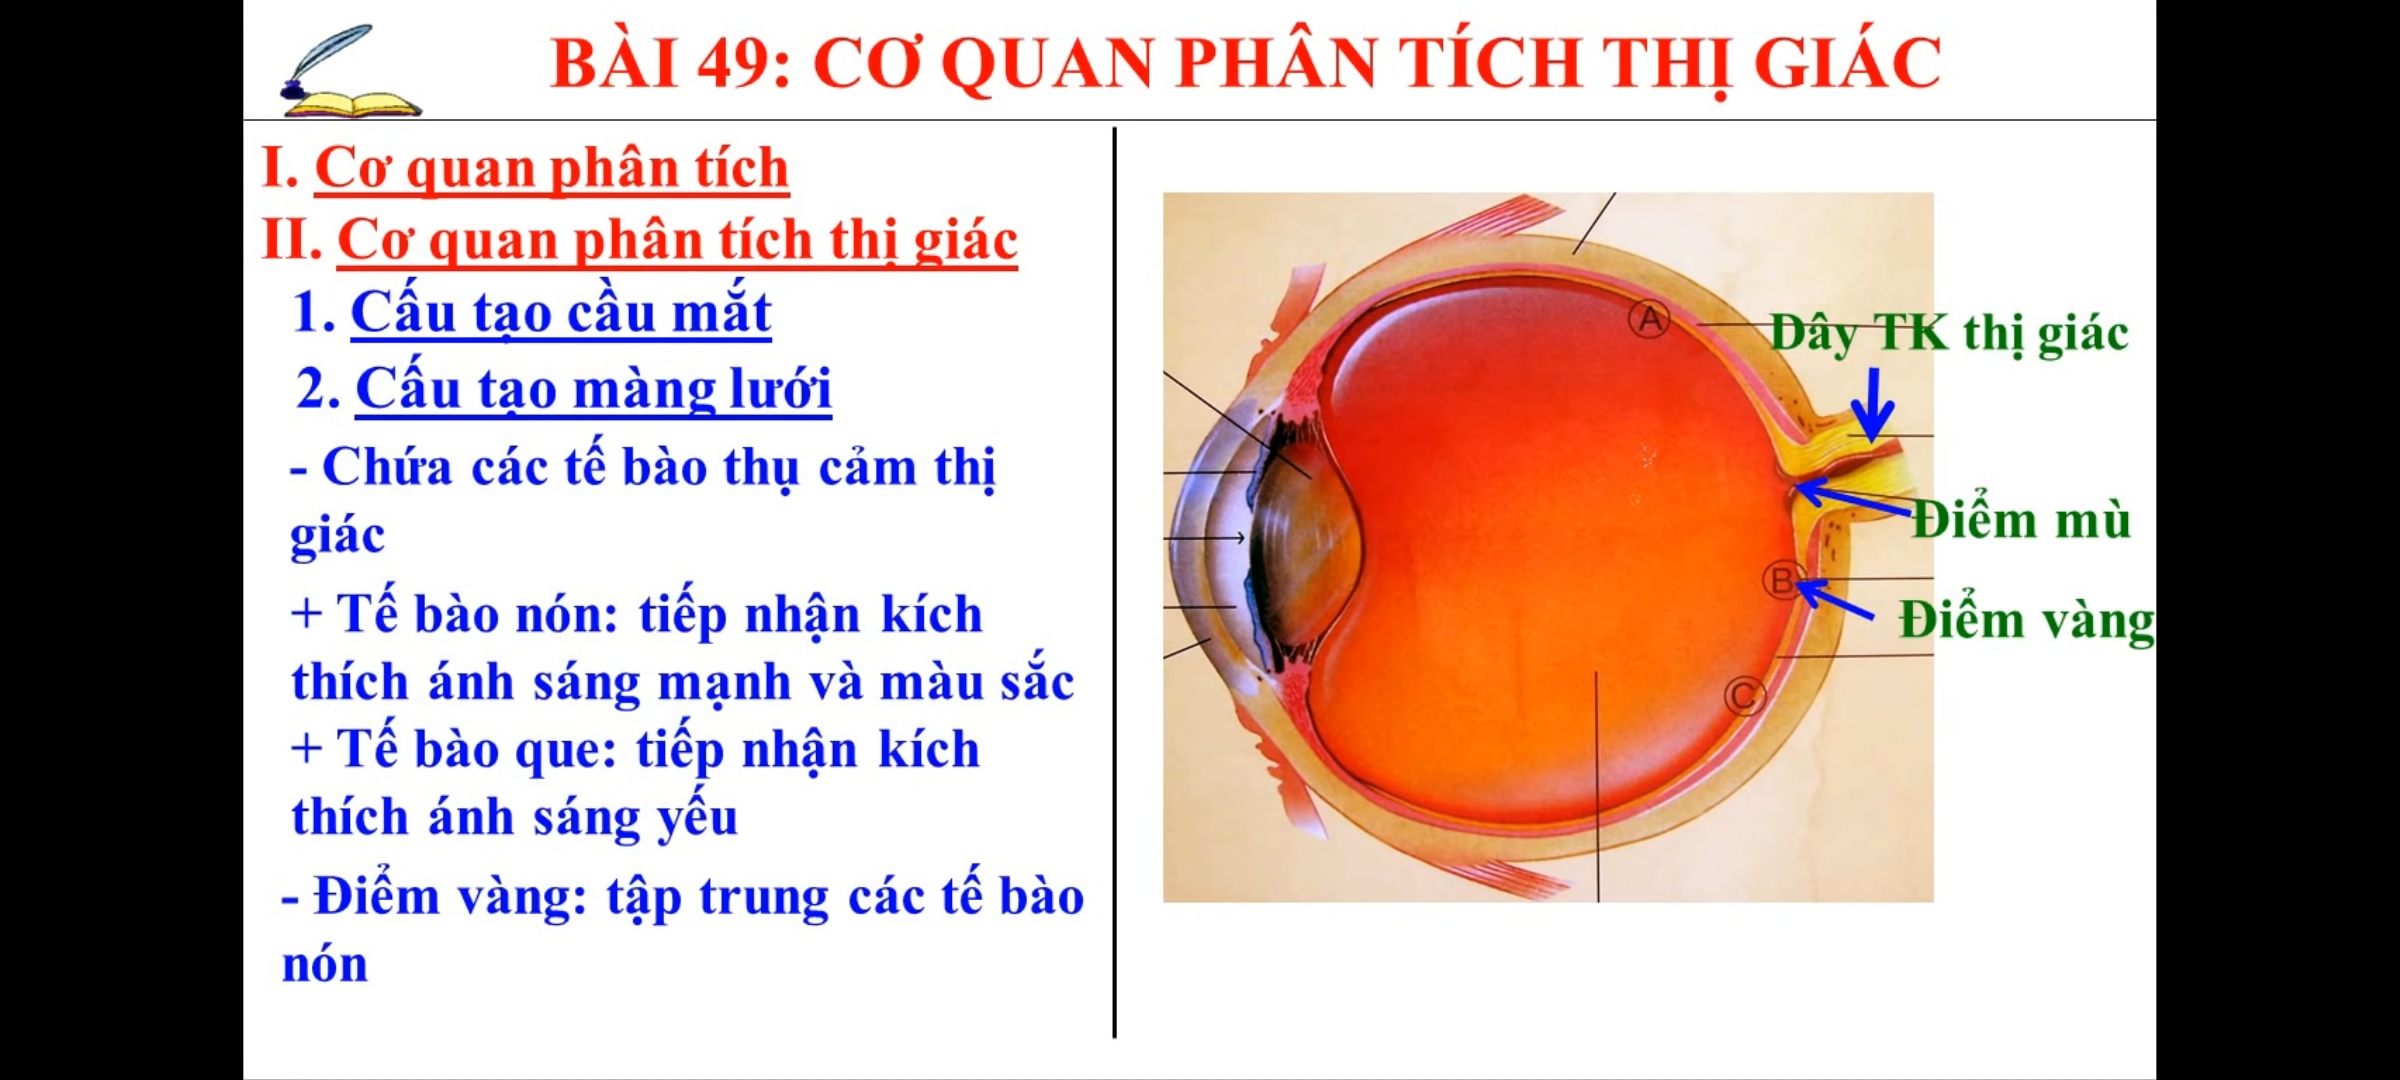 BÀI 49: CƠ QUAN PHÂN TÍCH THỊ GIÁC
I. Cơ quan phân tích
II. Cơ quan phân tích thị giác
1. Cấu tạo cầu mắt
2. Cấu tạo màng lưới
- Chứa các tế bào thụ cảm thị
giác
+ Tế bào nón: tiếp nhận kích
thích ánh sáng mạnh và màu sắc
+ Tế bào que: tiếp nhận kích
thích ánh sáng yếu
- Điểm vàng: tập trung các tế bào
nón
A
Dây TK thị giác
Điểm mù
B
Điểm vàng
C